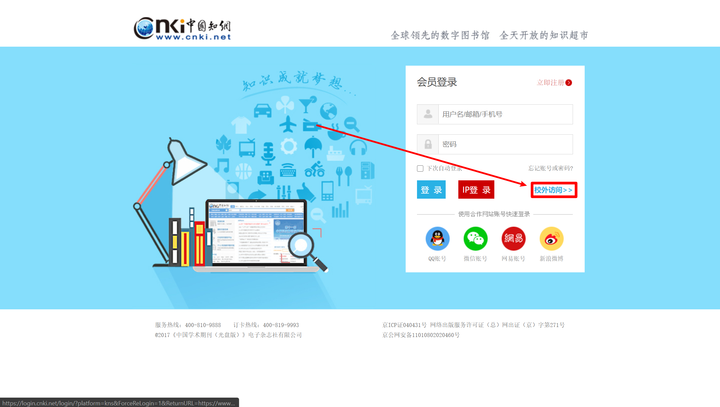 Cnki 中国知网
www.cnki.net
全球领先的数字图书馆 全天开放的知识超市
知识成就梦想...
会员登录
立即注册
用户名/邮箱/手机号
密码
下次自动登录
忘记帐号或密码?
登 录
IP登 录
校外访问>>
使用合作网站账号快速登录
網易
QQ帐号
微信帐号
网易帐号
新浪微博
服务热线：400-819-9888 订卡热线：400-819-9993
©2017《中国学术期刊（光盘版）》电子杂志社有限公司
京ICP证040431号 网络出版服务许可证（总）网出证（京）字第271号
京公网安备11010802020460号
https://login.cnki.net/login/?platform=kns&ForceReLogin=1&ReturnURL=https://www...